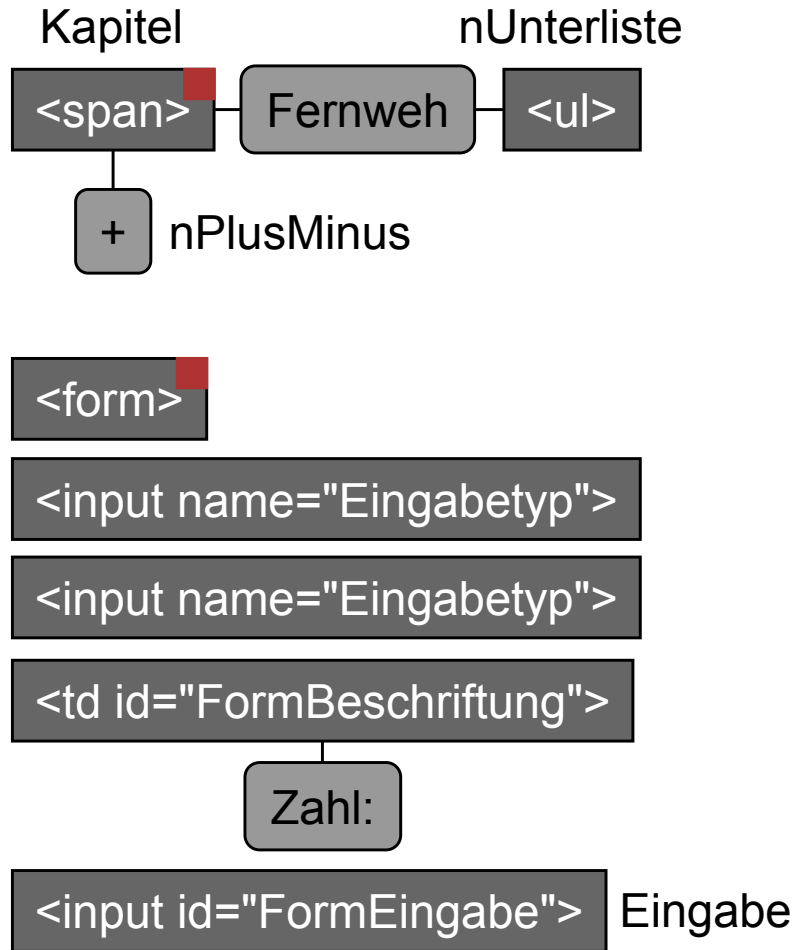 Kapitel nUnterliste
<span> Fernweh <ul>
+ nPlusMinus
<form>
<input name="Eingabetyp">
<input name="Eingabetyp">
<td id="FormBeschriftung">
Zahl:
<input id="FormEingabe"> Eingabe